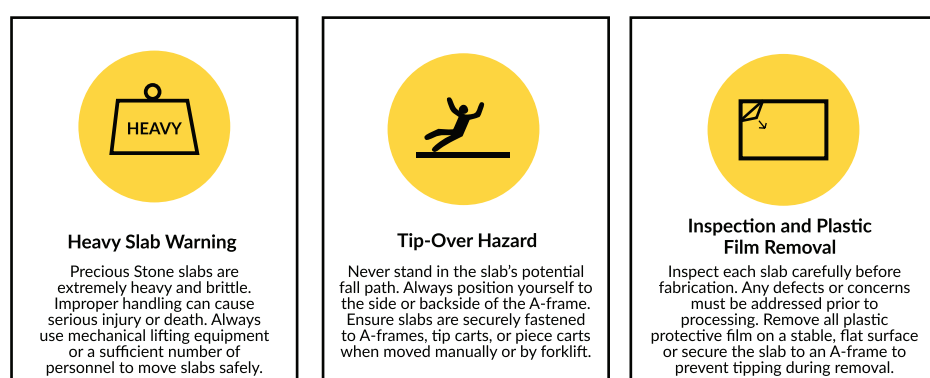 HEAVY
Heavy Slab Warning
Precious Stone slabs are
extremely heavy and brittle.
Improper handling can cause
serious injury or death. Always
use mechanical lifting equipment
or a sufficient number of
personnel to move slabs safely.
Tip-Over Hazard
Never stand in the slab's potential
fall path. Always position yourself to
the side or backside of the A-frame.
Ensure slabs are securely fastened
to A-frames, tip carts, or piece carts
when moved manually or by forklift.
Inspection and Plastic
Film Removal
Inspect each slab carefully before
fabrication. Any defects or concerns
must be addressed prior to
processing. Remove all plastic
protective film on a stable, flat surface
or secure the slab to an A-frame to
prevent tipping during removal.